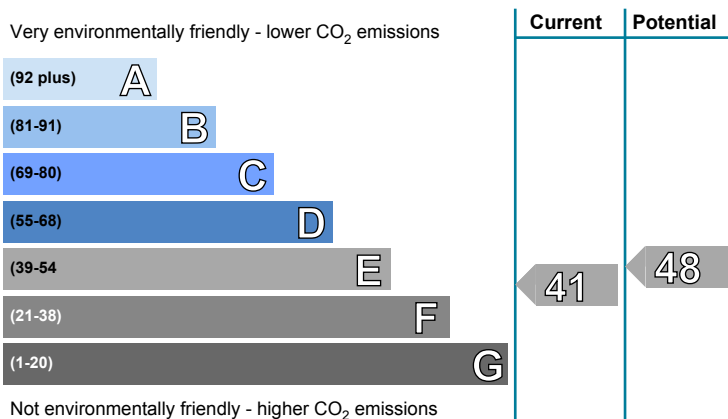 Current Potential
Very environmentally friendly - lower CO₂ emissions
(92 plus) A
(81-91) B
(69-80) C
(55-68) D
(39-54 E
41 48
(21-38) F
(1-20) G
Not environmentally friendly - higher CO₂ emissions